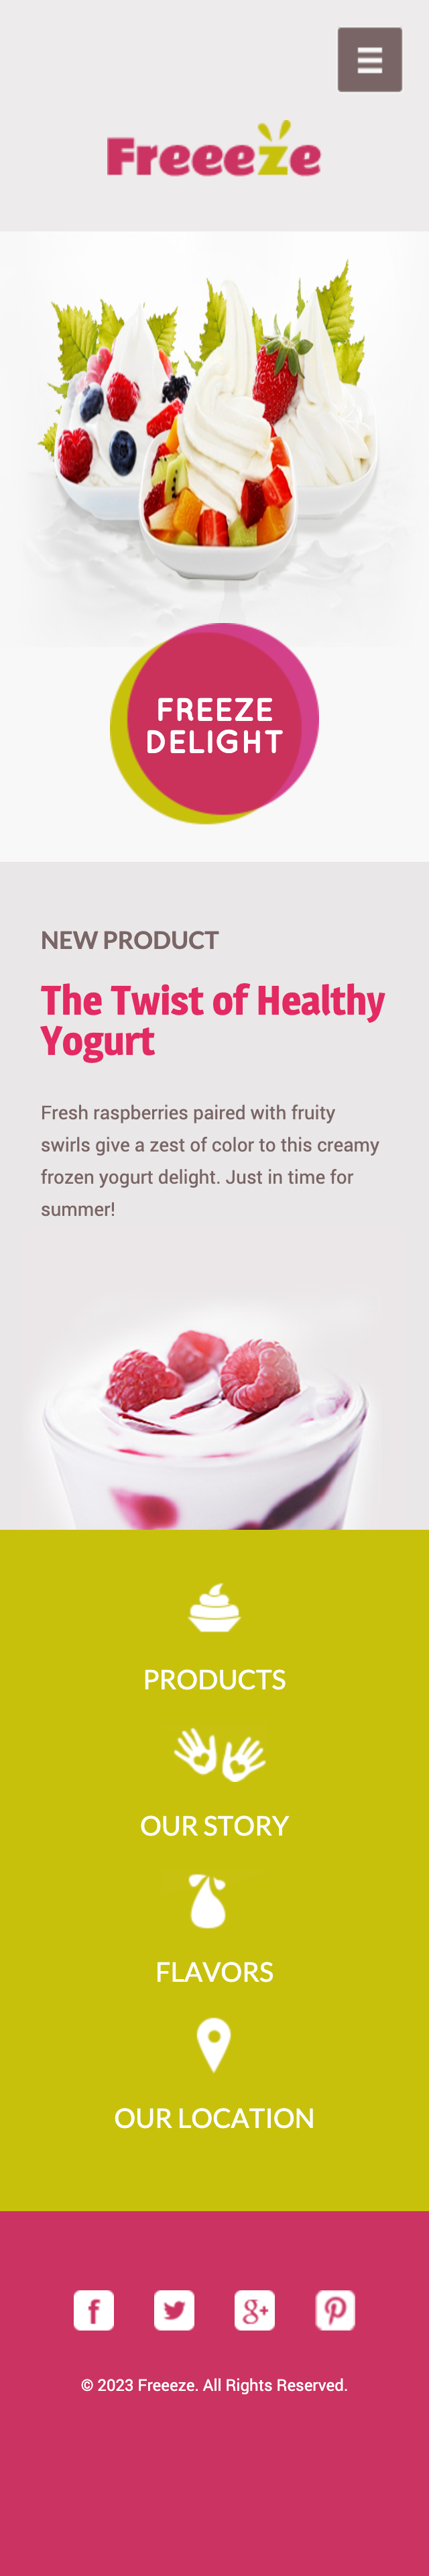 Freeeze
FREEZE
DELIGHT
NEW PRODUCT
The Twist of Healthy
Yogurt
Fresh raspberries paired with fruity
swirls give a zest of color to this creamy
frozen yogurt delight. Just in time for
summer!
PRODUCTS
OUR STORY
FLAVORS
OUR LOCATION
f g+
© 2023 Freeeze. All Rights Reserved.